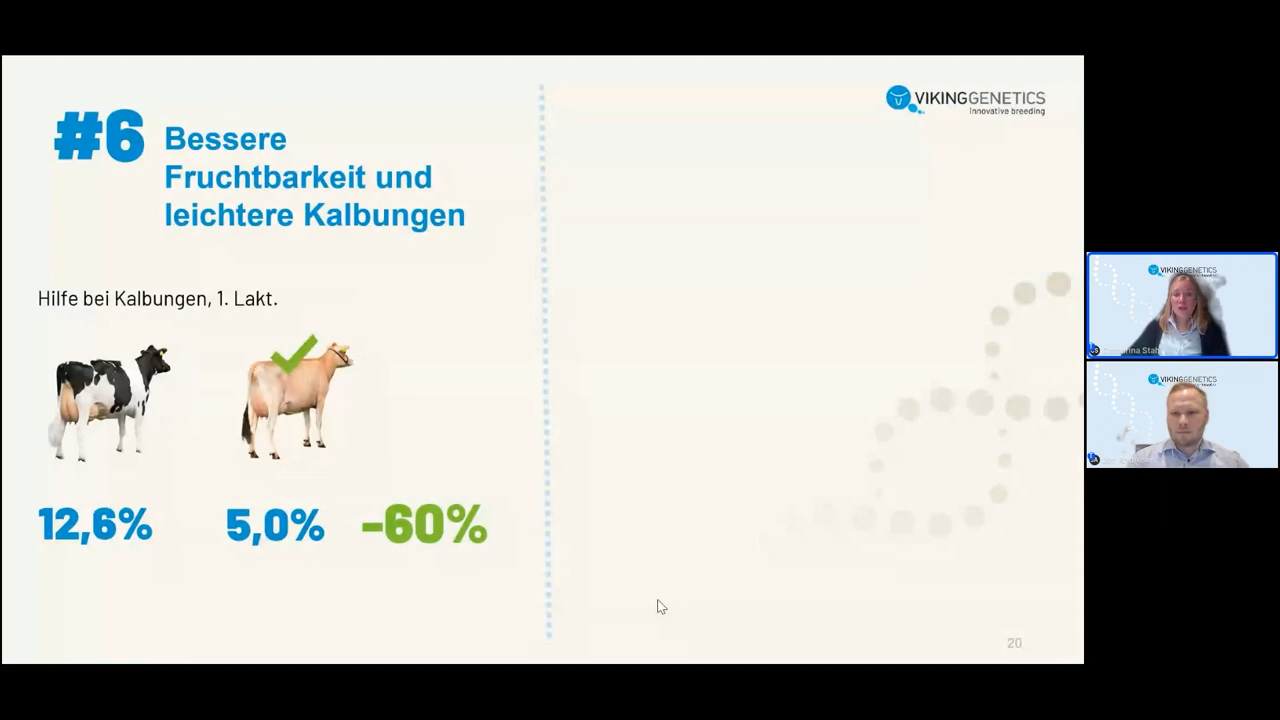 #6
Bessere
Fruchtbarkeit und
leichtere Kalbungen
VIKINGGENETICS
Innovative breeding
Hilfe bei Kalbungen, 1. Lakt.
12,6%
5,0%
-60%
20
VIKINGGENETICS
VIKINGGENETICS